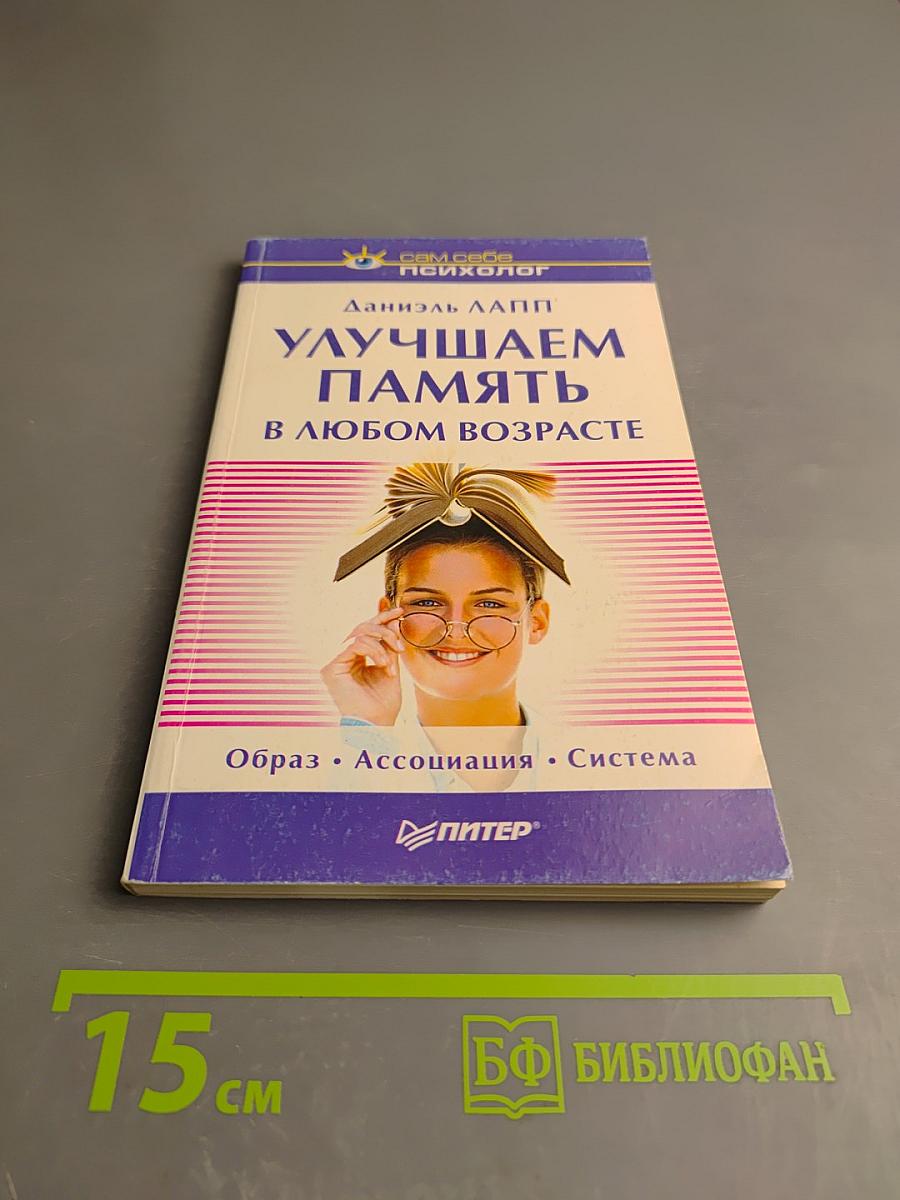 сам себе
психолог
Даниэль ЛАПП
УЛУЧШАЕМ
ПАМЯТЬ
В ЛЮБОМ ВОЗРАСТЕ
Образ • Ассоциация • Система
ПИТЕР®
15 см
БФ БИБЛИОФАН